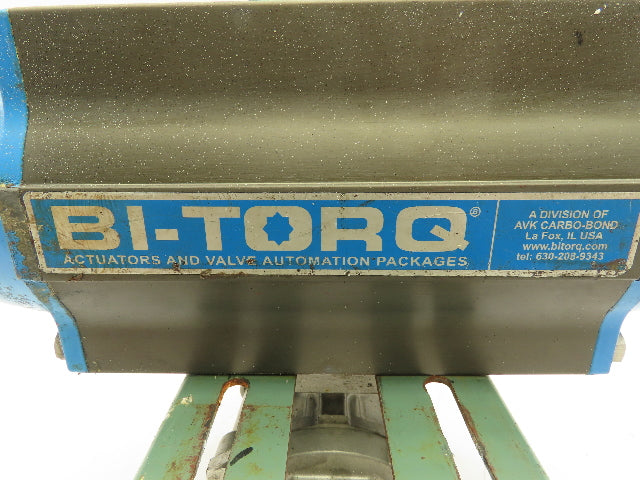 BI-TORQ®
ACTUATORS AND VALVE AUTOMATION PACKAGES
A DIVISION OF
AVK CARBO-BOND
La Fox, IL USA
www.bitorq.com
tel: 630-208-9343